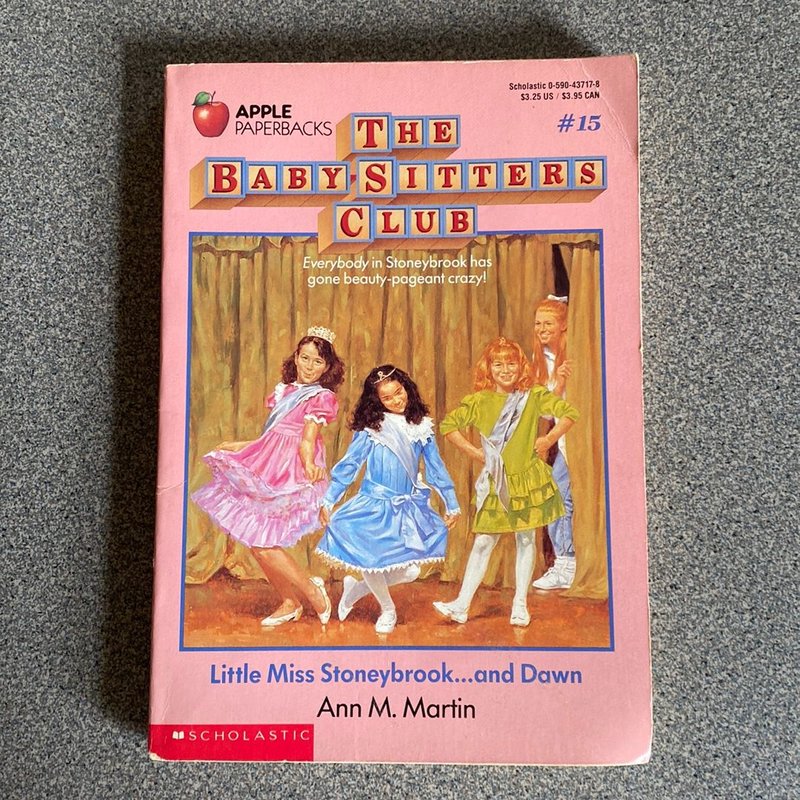 Scholastic 0-590-43717-8
$3.25 US / $3.95 CAN
APPLE
PAPERBACKS
#15
THE
BABY-SITTERS
CLUB
Everybody in Stoneybrook has
gone beauty-pageant crazy!
Little Miss Stoneybrook...and Dawn
Ann M. Martin
SCHOLASTIC